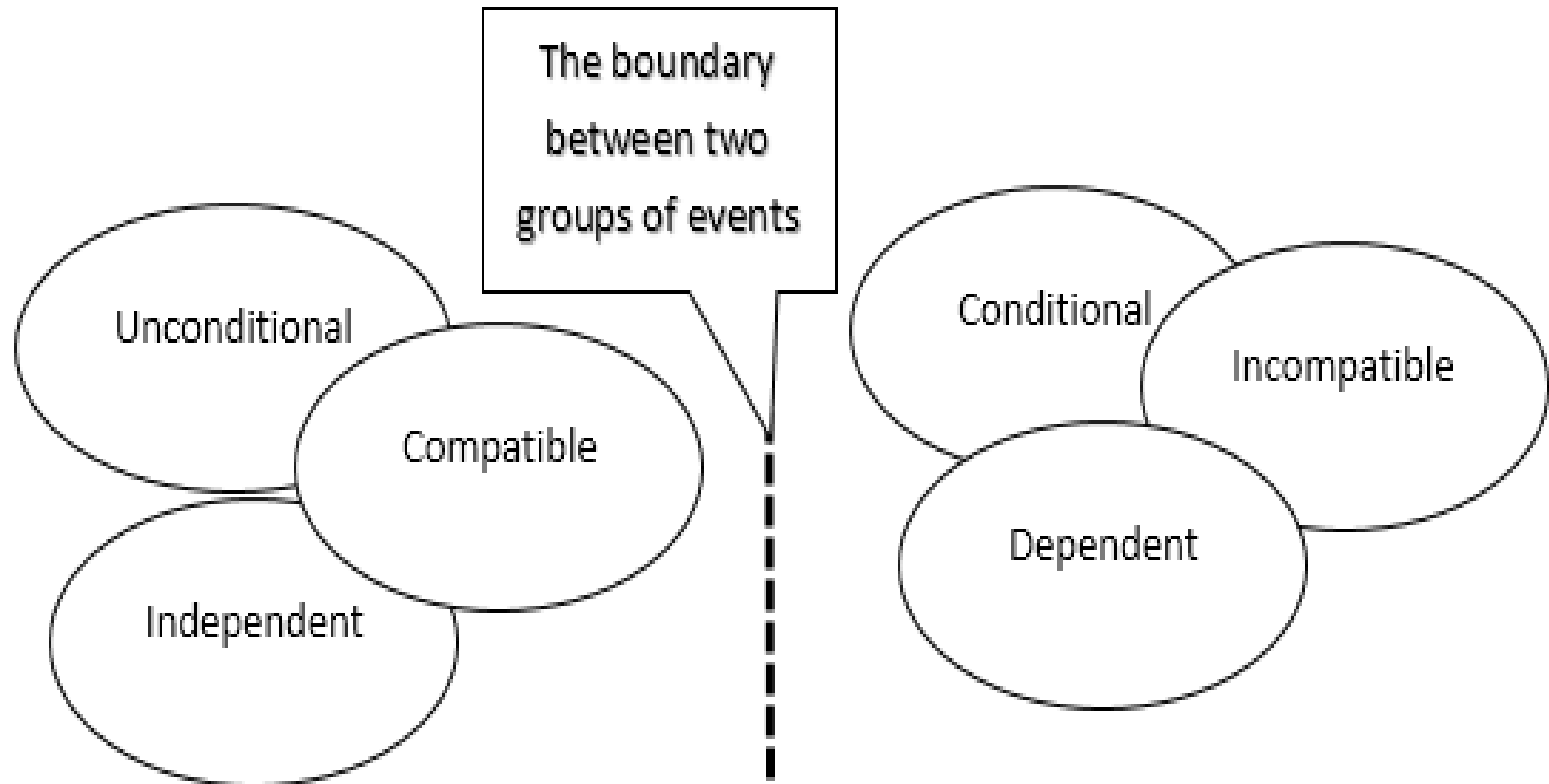 The boundary
between two
groups of events
Unconditional
Compatible
Independent
Conditional
Incompatible
Dependent